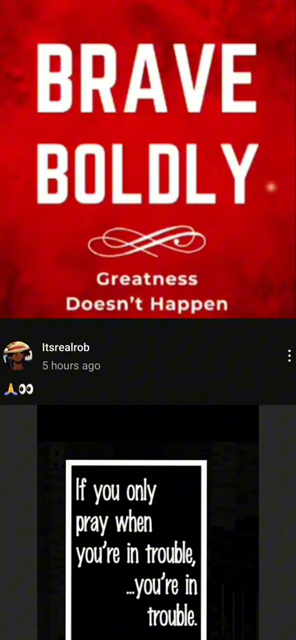 BRAVE
BOLDLY
Greatness
Doesn't Happen
Itsrealrob
5 hours ago
🙏👀
If you only
pray when
you're in trouble,
...you're in
trouble.